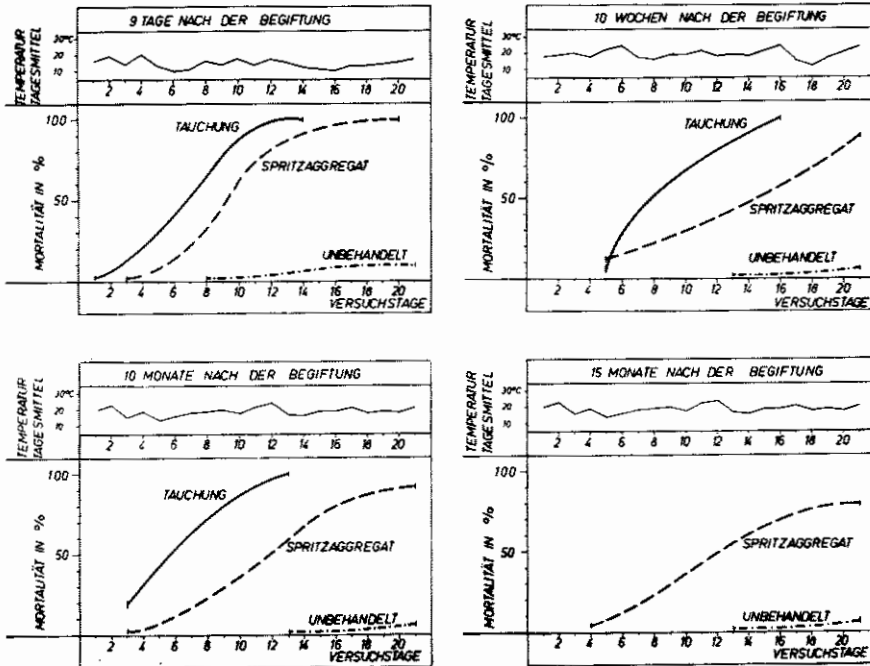 9 TAGE NACH DER BEGIFTUNG
TEMPERATUR
TAGESMITTEL
30°C
20
10
2 4 6 8 10 12 14 16 18 20
MORTALITÄT IN %
100
50
TAUCHUNG
SPRITZAGGREGAT
UNBEHANDELT
2 4 6 8 10 12 14 16 18 20
VERSUCHSTAGE
10 WOCHEN NACH DER BEGIFTUNG
TEMPERATUR
TAGESMITTEL
30°C
20
10
2 4 6 8 10 12 14 16 18 20
MORTALITÄT IN %
100
50
TAUCHUNG
SPRITZAGGREGAT
UNBEHANDELT
2 4 6 8 10 12 14 16 18 20
VERSUCHSTAGE
10 MONATE NACH DER BEGIFTUNG
TEMPERATUR
TAGESMITTEL
30°C
20
10
2 4 6 8 10 12 14 16 18 20
MORTALITÄT IN %
100
50
TAUCHUNG
SPRITZAGGREGAT
UNBEHANDELT
2 4 6 8 10 12 14 16 18 20
VERSUCHSTAGE
15 MONATE NACH DER BEGIFTUNG
TEMPERATUR
TAGESMITTEL
30°C
20
10
2 4 6 8 10 12 14 16 18 20
MORTALITÄT IN %
100
50
SPRITZAGGREGAT
UNBEHANDELT
2 4 6 8 10 12 14 16 18 20
VERSUCHSTAGE